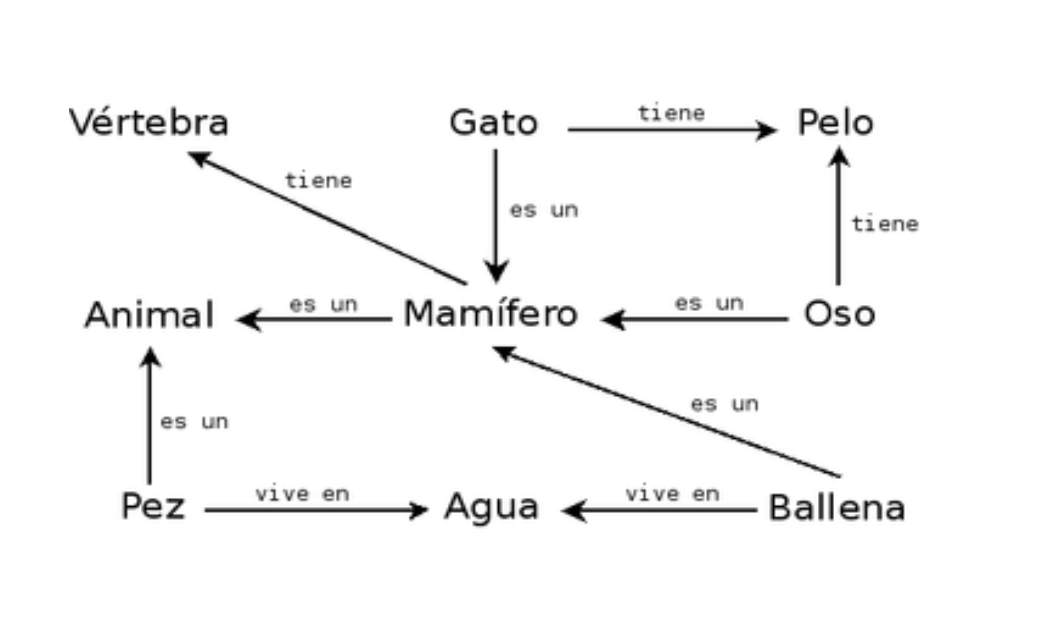 Vértebra
Gato
tiene
Pelo
tiene
es un
tiene
Animal
es un
Mamífero
es un
Oso
es un
es un
Pez
vive en
Agua
vive en
Ballena